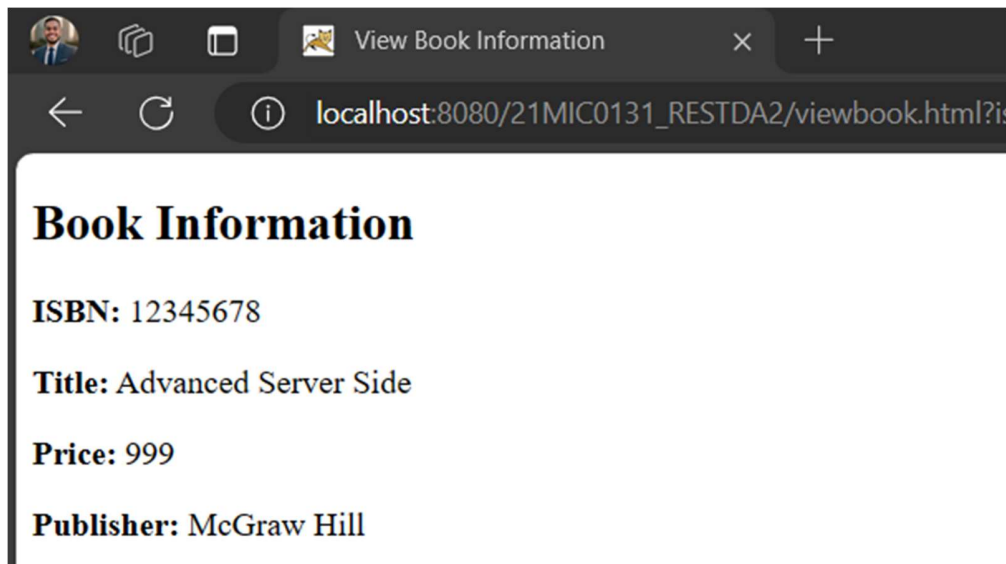 View Book Information
localhost:8080/21MIC0131_RESTDA2/viewbook.html?is
Book Information
ISBN: 12345678
Title: Advanced Server Side
Price: 999
Publisher: McGraw Hill